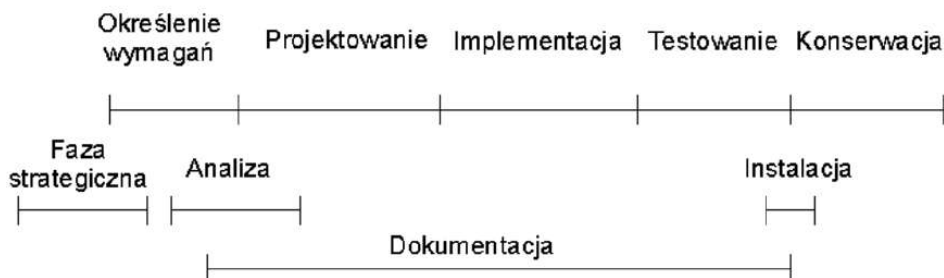 Określenie
wymagań
Projektowanie
Implementacja
Testowanie
Konserwacja
Faza
strategiczna
Analiza
Instalacja
Dokumentacja